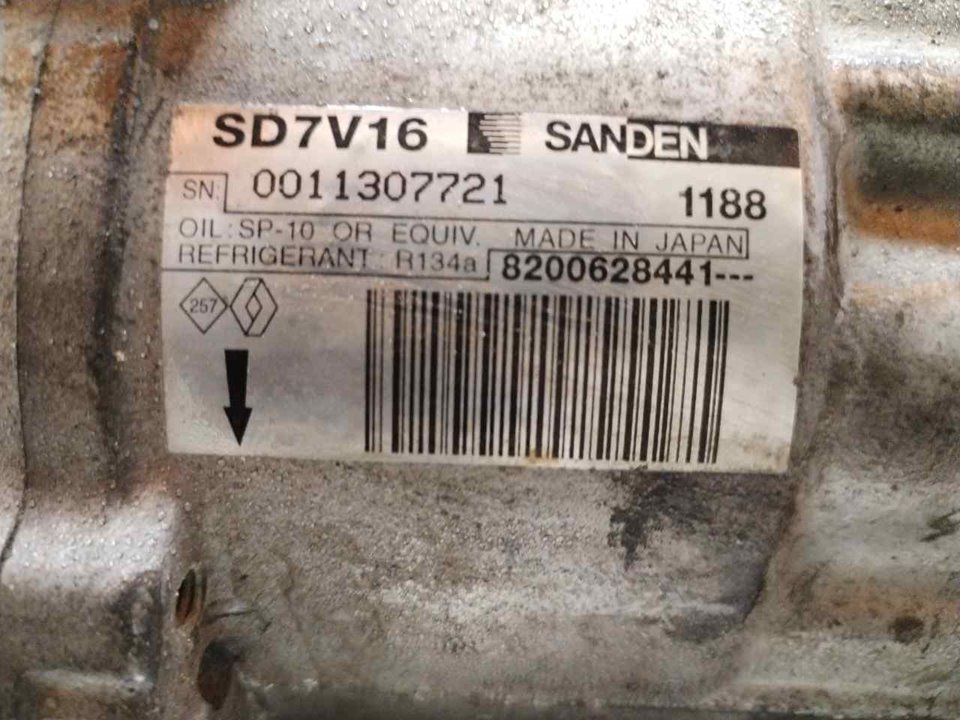 SD7V16 SANDEN
SN: 0011307721 1188
OIL: SP-10 OR EQUIV. MADE IN JAPAN
REFRIGERANT: R134a 8200628441---
257